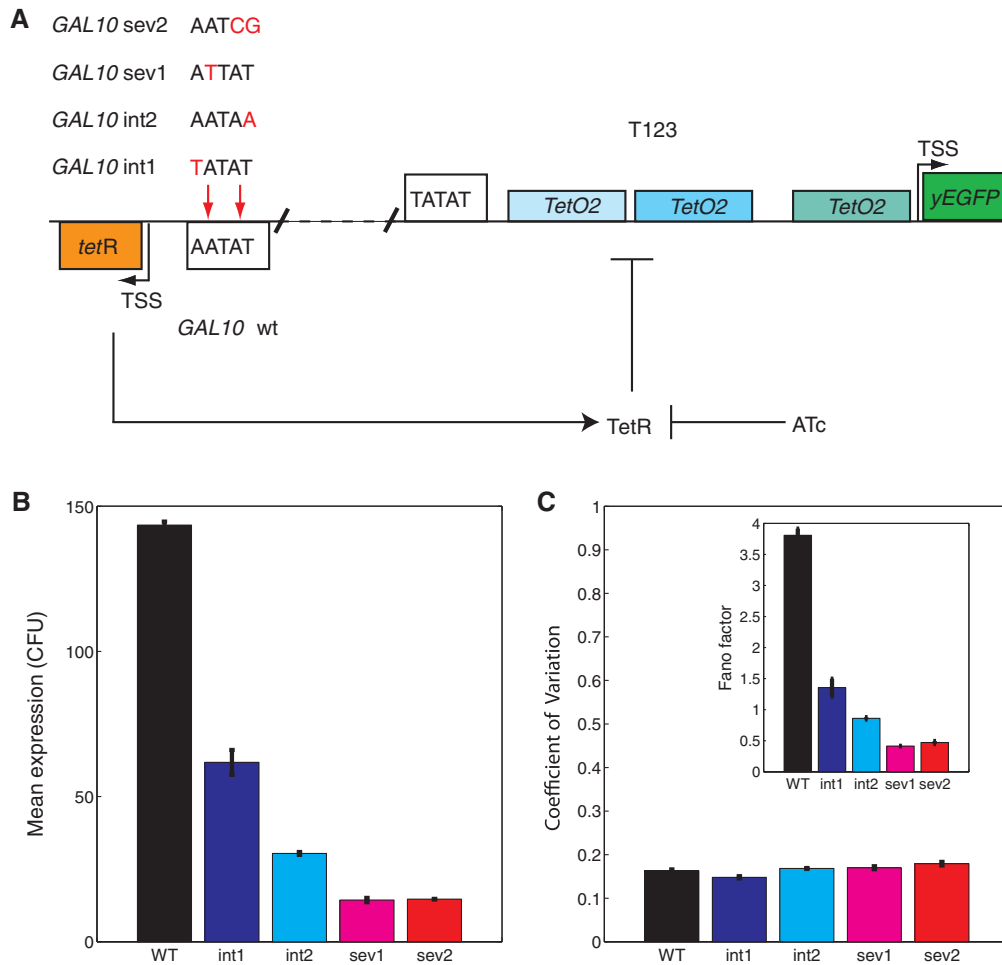 A
GAL10 sev2 AATCG
GAL10 sev1 ATTAT
GAL10 int2 AATAA
GAL10 int1 TATAT
T123
TSS
TATAT TetO2 TetO2 TetO2 yEGFP
tetR AATAT
TSS
GAL10 wt
TetR ATc
B
Mean expression (CFU)
150
100
50
0
WT int1 int2 sev1 sev2
C
Coefficient of Variation
1
0.9
0.8
0.7
0.6
0.5
0.4
0.3
0.2
0.1
0
WT int1 int2 sev1 sev2
Fano factor
4
3.5
3
2.5
2
1.5
1
0.5
0
WT int1 int2 sev1 sev2